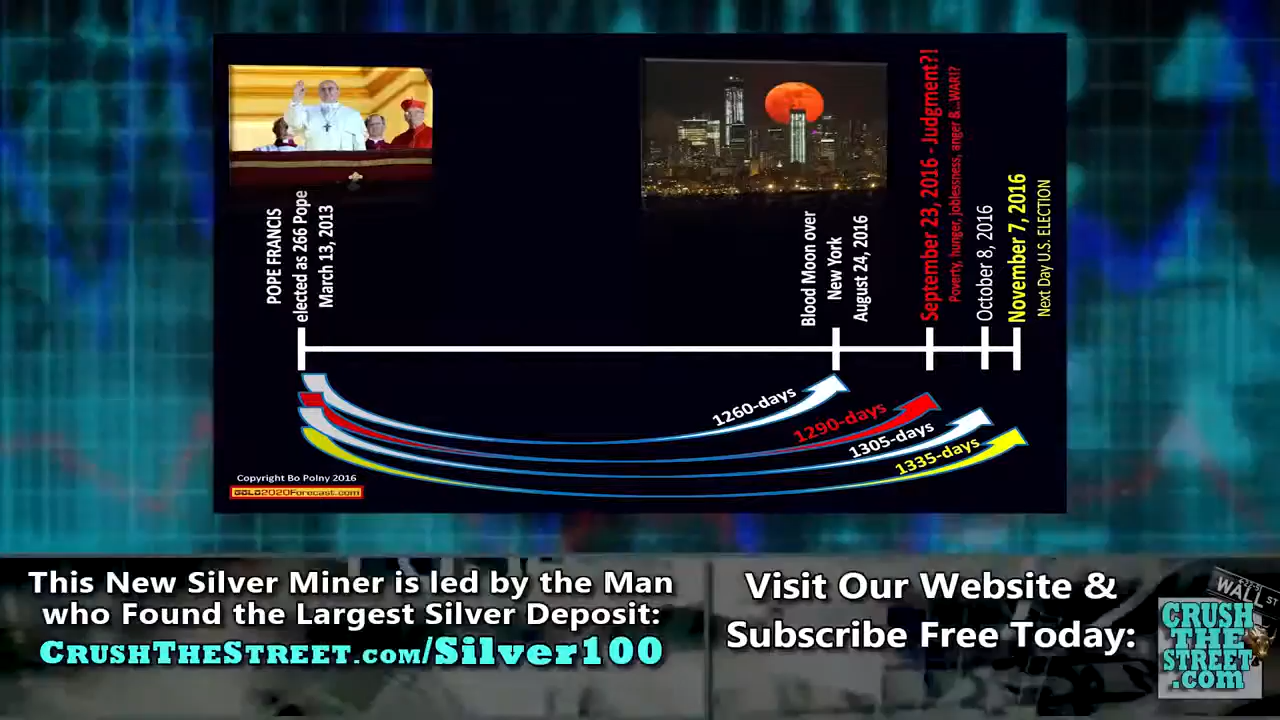 POPE FRANCIS
elected as 266 Pope
March 13, 2013
Blood Moon over
New York
August 24, 2016
September 23, 2016 - Judgment?!
Poverty, hunger, joblessness, anger &...WAR!?
October 8, 2016
November 7, 2016
Next Day U.S. ELECTION
1260-days
1290-days
1305-days
1335-days
Copyright Bo Polny 2016
GOLD2020Forecast.com
This New Silver Miner is led by the Man
who Found the Largest Silver Deposit:
CrushTheStreet.com/Silver100
Visit Our Website &
Subscribe Free Today:
WALL ST
CRUSH
THE
STREET
.com